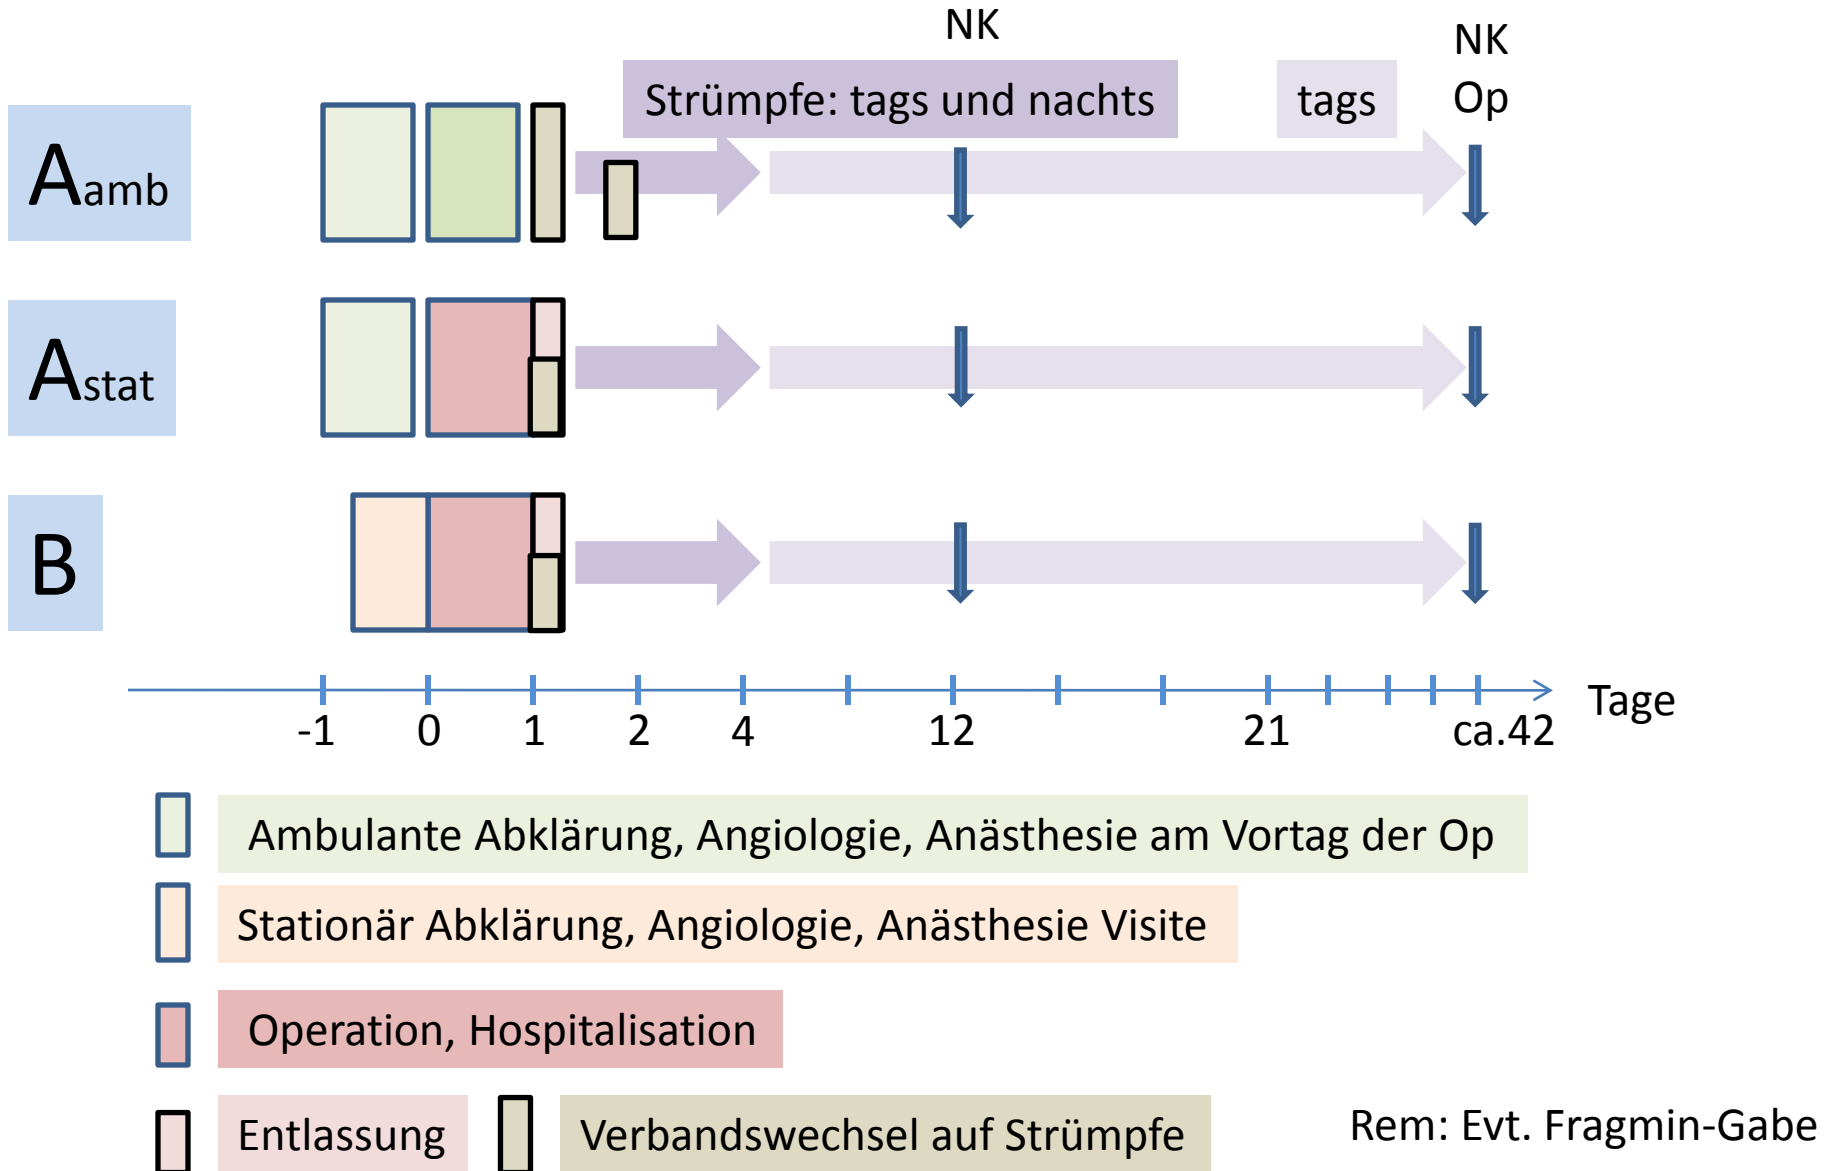 NK
NK
Op
Strümpfe: tags und nachts
tags
Aamb
Astat
B
-1 0 1 2 4 12 21 ca.42
Tage
Ambulante Abklärung, Angiologie, Anästhesie am Vortag der Op
Stationär Abklärung, Angiologie, Anästhesie Visite
Operation, Hospitalisation
Entlassung
Verbandswechsel auf Strümpfe
Rem: Evt. Fragmin-Gabe